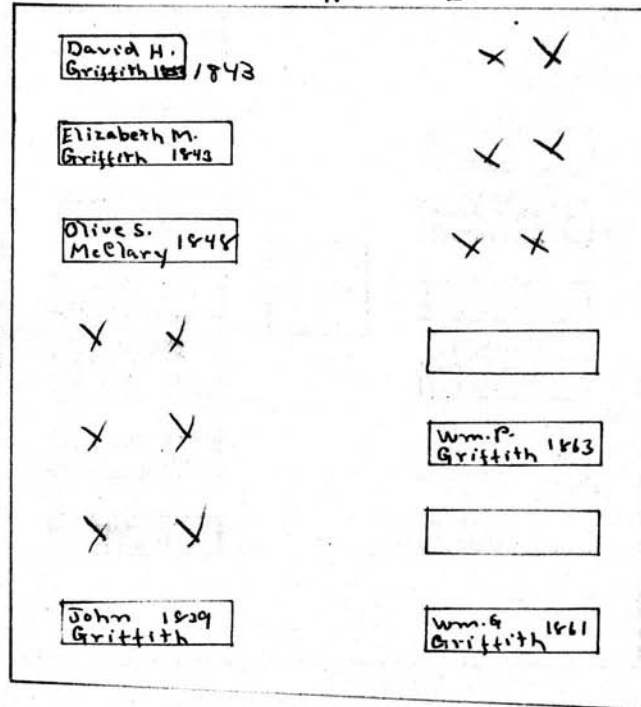 David H.
Griffith 1843
Elizabeth M.
Griffith 1843
Olive S.
McClary 1848
Wm. P.
Griffith 1863
John 1839
Griffith
Wm. G
Griffith 1861